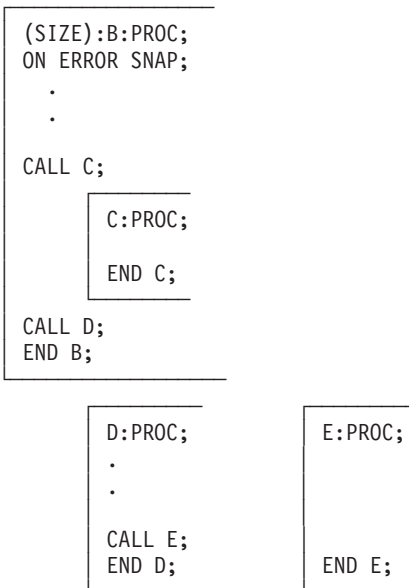 (SIZE):B:PROC;
ON ERROR SNAP;
.
.
CALL C;
C:PROC;
END C;
CALL D;
END B;
D:PROC;
.
.
CALL E;
END D;
E:PROC;
END E;